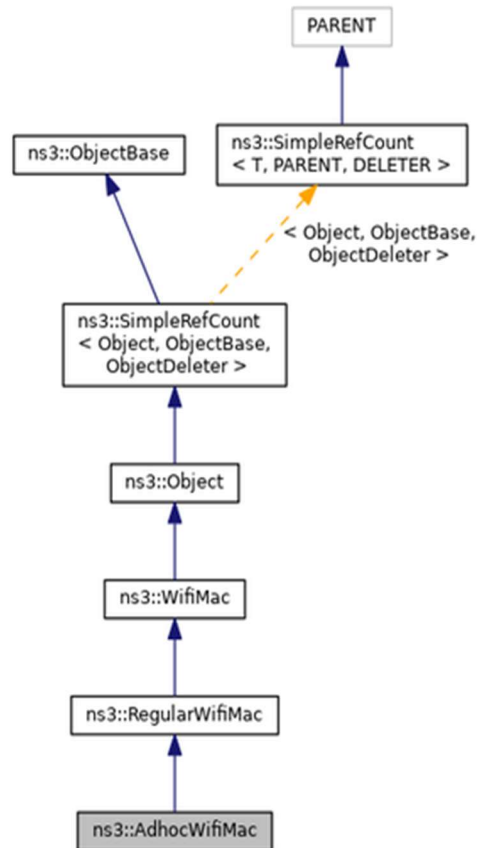 PARENT
ns3::ObjectBase
ns3::SimpleRefCount
< T, PARENT, DELETER >
< Object, ObjectBase,
ObjectDeleter >
ns3::SimpleRefCount
< Object, ObjectBase,
ObjectDeleter >
ns3::Object
ns3::WifiMac
ns3::RegularWifiMac
ns3::AdhocWifiMac